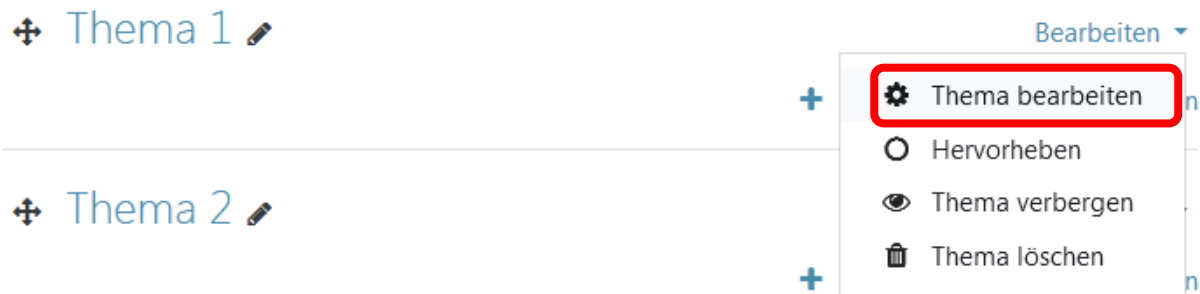 Thema 1
Bearbeiten
Thema bearbeiten
Hervorheben
Thema 2
Thema verbergen
Thema löschen